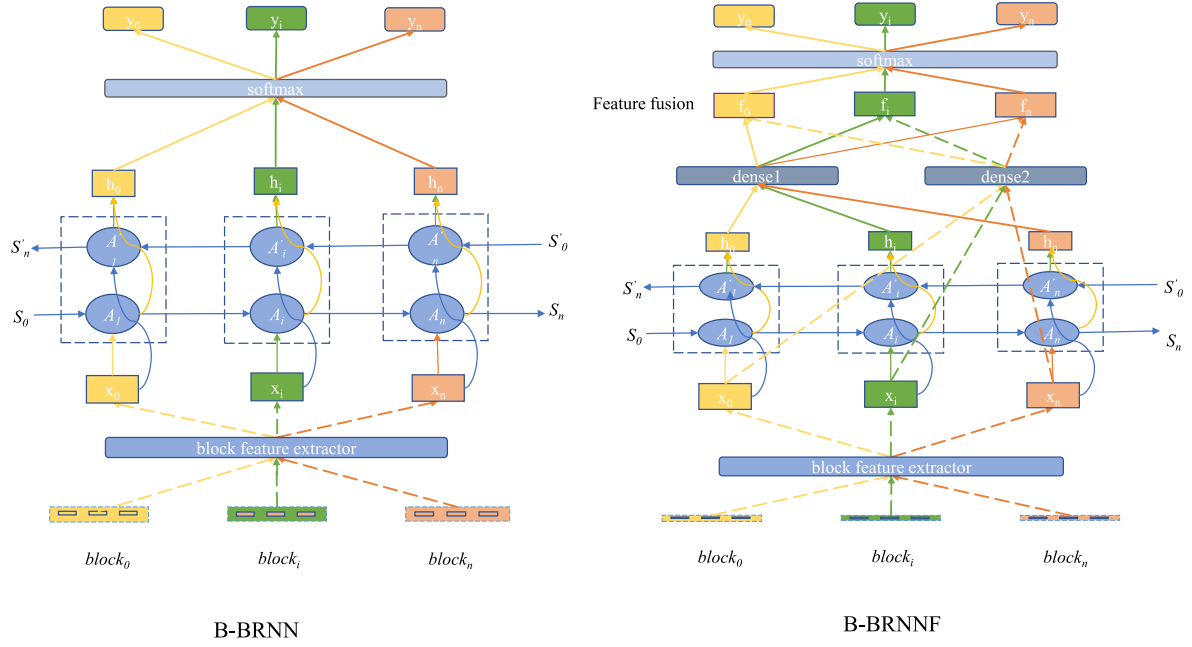 y₀ yᵢ yₙ
softmax
h₀ hᵢ hₙ
S'ₙ A₁ A'ᵢ Aₙ S'₀
S₀ A₁ Aᵢ Aₙ Sₙ
x₀ xᵢ xₙ
block feature extractor
block₀ blockᵢ blockₙ
B-BRNN
y₀ yᵢ yₙ
softmax
Feature fusion f₀ fᵢ fₙ
dense1 dense2
h₀ hᵢ hₙ
S'ₙ A'₁ A'ᵢ A'ₙ S'₀
S₀ A₁ Aᵢ Aₙ Sₙ
x₀ xᵢ xₙ
block feature extractor
block₀ blockᵢ blockₙ
B-BRNNF